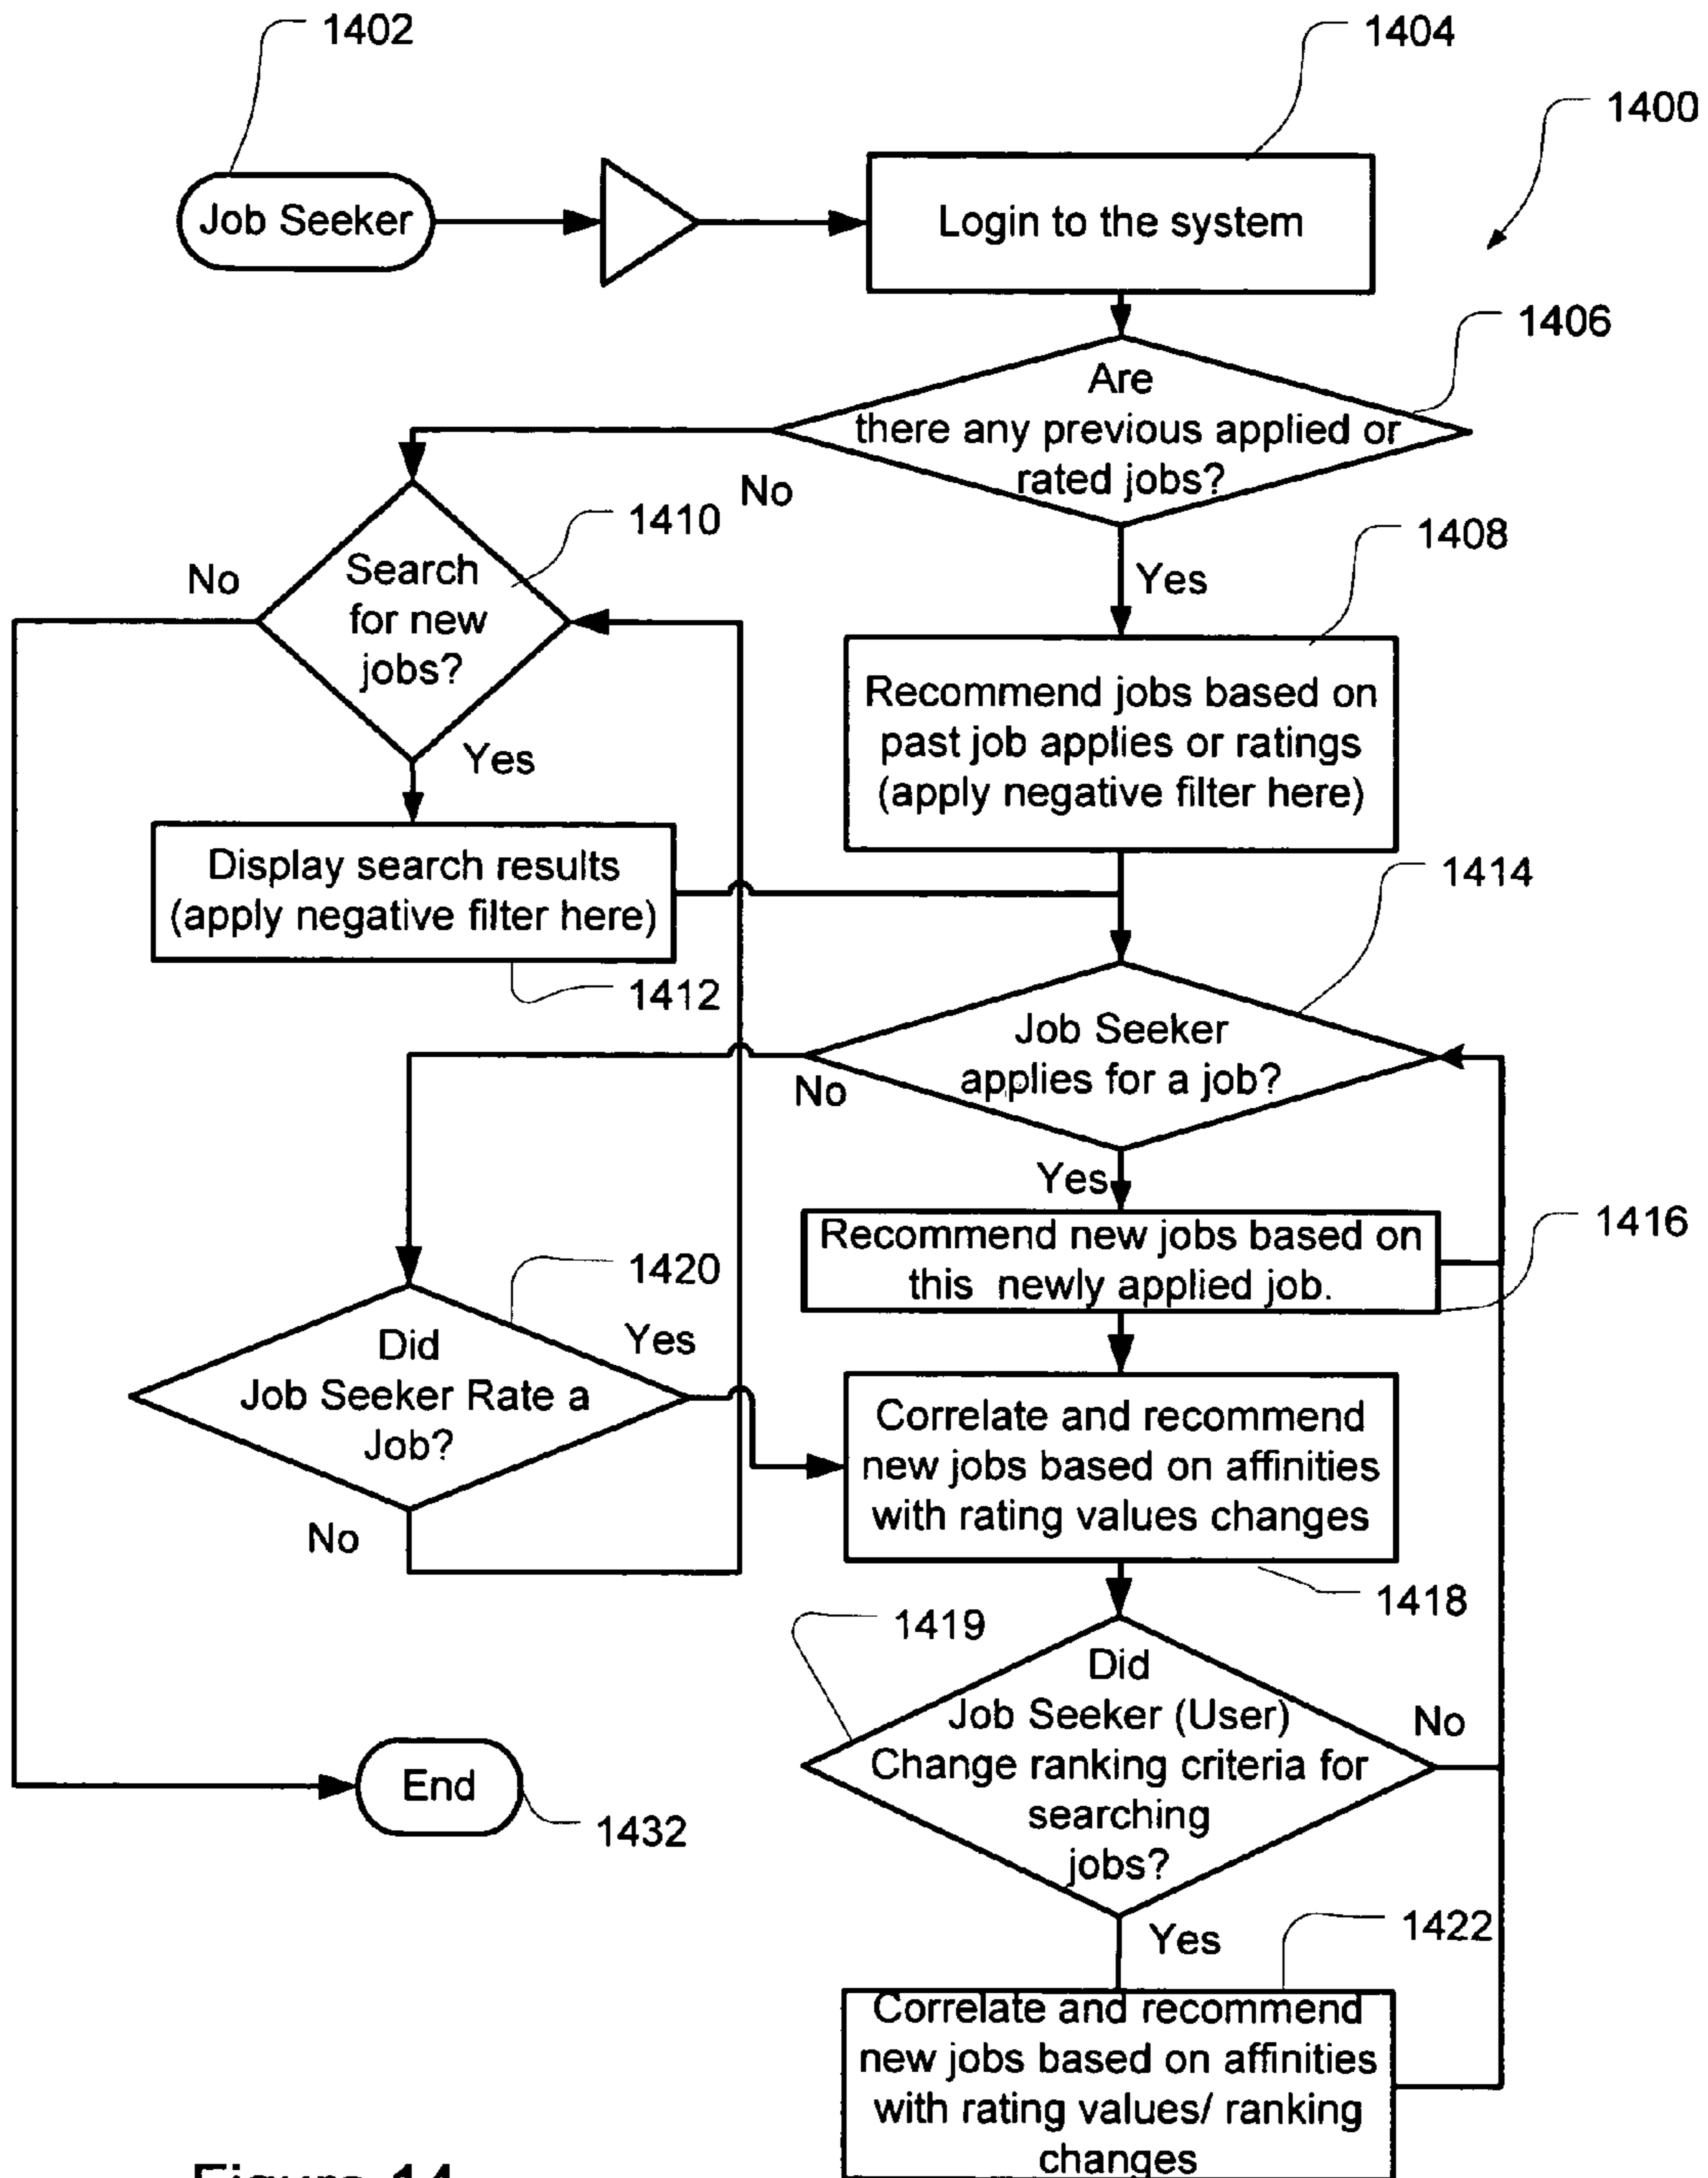 1402
1404
1400
Job Seeker
Login to the system
1406
Are
there any previous applied or
rated jobs?
No
1410
1408
No
Search
for new
jobs?
Yes
Yes
Recommend jobs based on
past job applies or ratings
(apply negative filter here)
Display search results
(apply negative filter here)
1414
1412
Job Seeker
applies for a job?
No
Yes
1416
Recommend new jobs based on
this newly applied job.
1420
Did
Job Seeker Rate a
Job?
Yes
No
Correlate and recommend
new jobs based on affinities
with rating values changes
1418
1419
Did
Job Seeker (User)
Change ranking criteria for
searching
jobs?
No
End
1432
Yes
1422
Correlate and recommend
new jobs based on affinities
with rating values/ ranking
changes
Figure 14